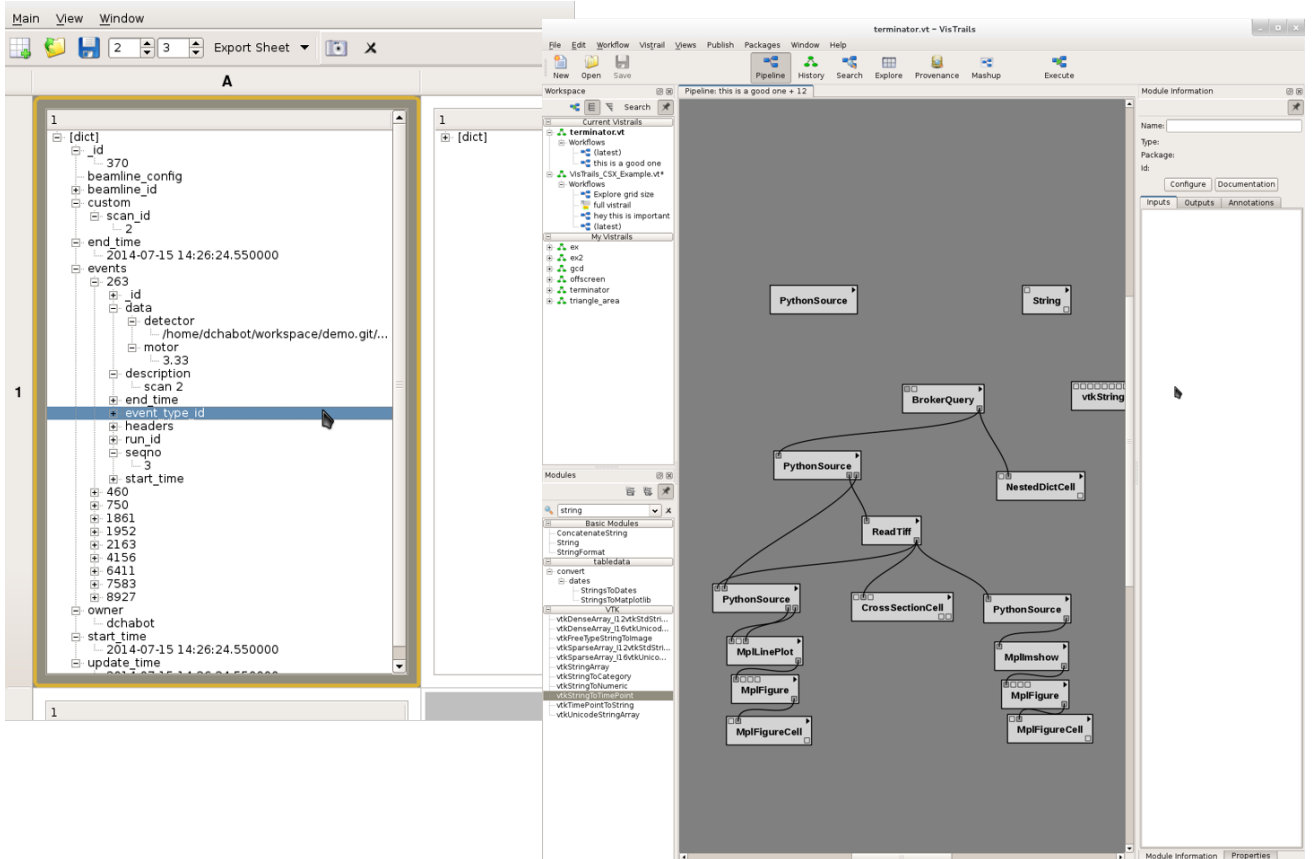 Main View Window
2 3 Export Sheet X
A
1
1
[dict]
_id
370
beamline_config
beamline_id
custom
scan_id
2
end_time
2014-07-15 14:26:24.550000
events
263
_id
data
detector
/home/dchabot/workspace/demo.git/...
motor
3.33
description
scan 2
end_time
event_type_id
headers
run_id
seqno
3
start_time
460
750
1861
1952
2163
4156
6411
7583
8927
owner
dchabot
start_time
2014-07-15 14:26:24.550000
update_time
1
1
[dict]
terminator.vt – VisTrails
File Edit Workflow Vistrail Views Publish Packages Window Help
New Open Save Pipeline History Search Explore Provenance Mashup Execute
Workspace
Search
Current Vistrails
terminator.vt
Workflows
(latest)
this is a good one
VisTrails_CSX_Example.vt*
Workflows
Explore grid size
full vistrail
hey this is important
(latest)
My Vistrails
ex
ex2
gcd
offscreen
terminator
triangle_area
Modules
string
Basic Modules
ConcatenateString
String
StringFormat
tabledata
convert
dates
StringsToDates
StringsToMatplotlib
VTK
vtkDenseArray_I12vtkStdStri...
vtkDenseArray_I16vtkUnicod...
vtkFreeTypeStringToImage
vtkSparseArray_I12vtkStdStri...
vtkSparseArray_I16vtkUnico...
vtkStringArray
vtkStringToCategory
vtkStringToNumeric
vtkStringToTimePoint
vtkTimePointToString
vtkUnicodeStringArray
Pipeline: this is a good one + 12
PythonSource String
BrokerQuery vtkString
PythonSource
NestedDictCell
ReadTiff
PythonSource CrossSectionCell PythonSource
MplLinePlot MplImshow
MplFigure MplFigure
MplFigureCell MplFigureCell
Module Information
Name:
Type:
Package:
Id:
Configure Documentation
Inputs Outputs Annotations
Module Information Properties